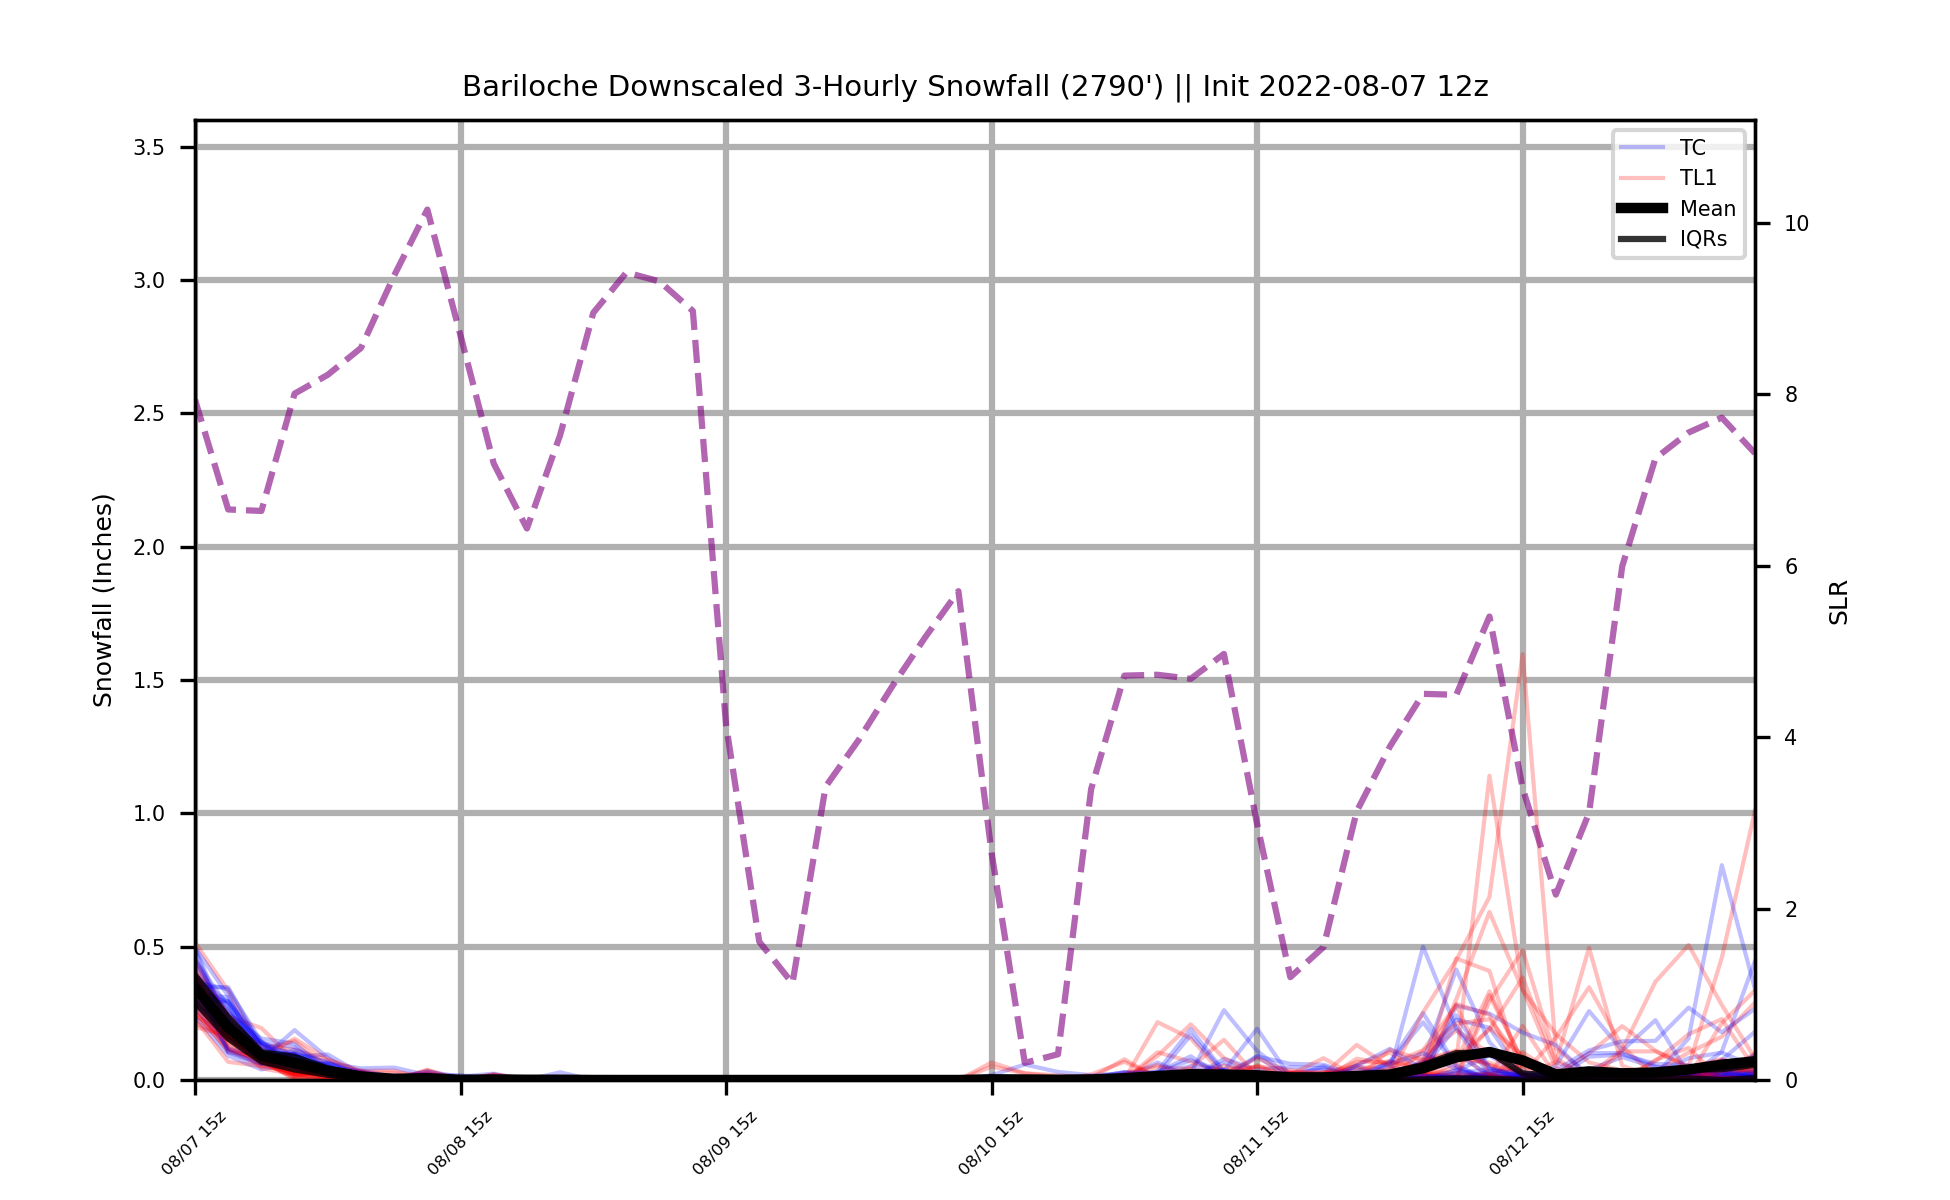 Bariloche Downscaled 3-Hourly Snowfall (2790') || Init 2022-08-07 12z
TC
TL1
Mean
IQRs
3.5
3.0
2.5
2.0
1.5
1.0
0.5
0.0
Snowfall (Inches)
10
8
6
4
2
0
SLR
08/07 15z
08/08 15z
08/09 15z
08/10 15z
08/11 15z
08/12 15z